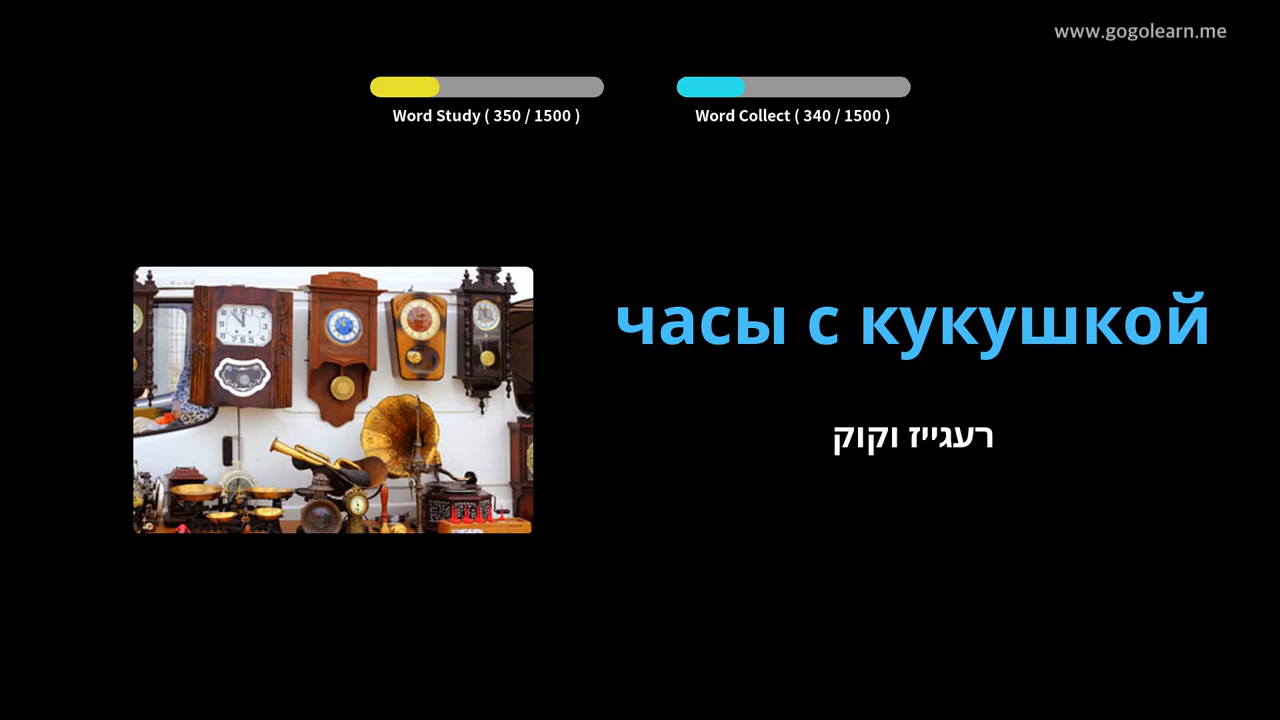 www.gogolearn.me
Word Study ( 350 / 1500 )
Word Collect ( 340 / 1500 )
часы с кукушкой
רעגייז וקוק